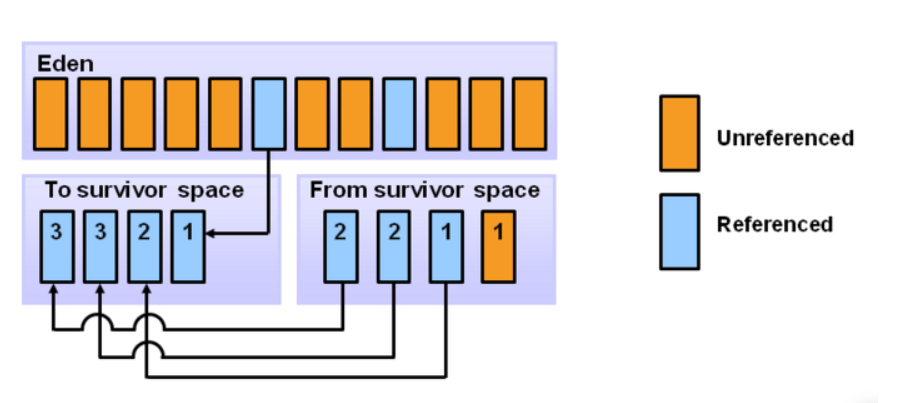 Eden
To survivor space
From survivor space
3 3 2 1
2 2 1 1
Unreferenced
Referenced